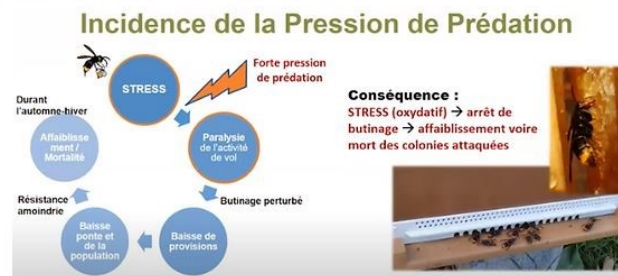 Incidence de la Pression de Prédation
STRESS
Forte pression
de prédation
Paralysie
de l'activité
de vol
Butinage perturbé
Baisse de
provisions
Baisse
ponte et
de la
population
Résistance
amoindrie
Affaiblisse
ment /
Mortalité
Durant
l'automne-hiver
Conséquence :
STRESS (oxydatif) → arrêt de
butinage → affaiblissement voire
mort des colonies attaquées